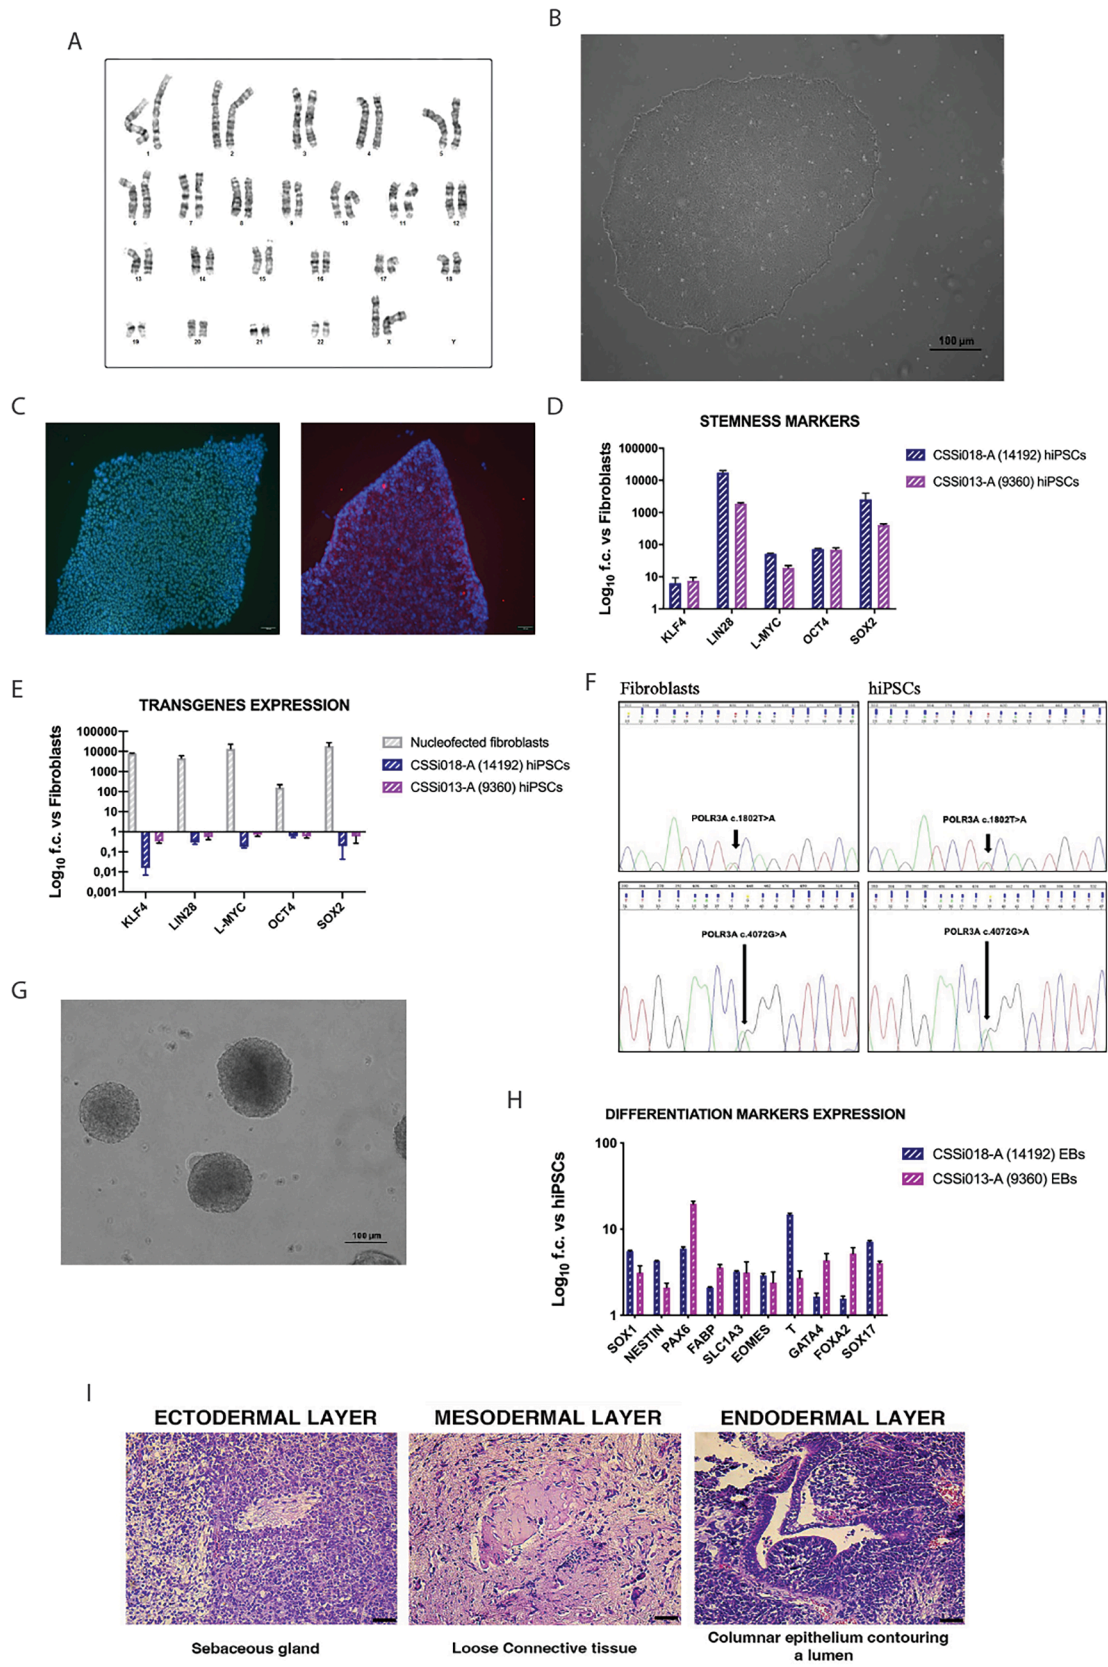 A
1 2 3 4 5
6 7 8 9 10 11 12
13 14 15 16 17 18
19 20 21 22 X Y
B
100 µm
C
D
STEMNESS MARKERS
Log10 f.c. vs Fibroblasts
100000
10000
1000
100
10
1
KLF4
LIN28
L-MYC
OCT4
SOX2
CSSi018-A (14192) hiPSCs
CSSi013-A (9360) hiPSCs
E
TRANSGENES EXPRESSION
Log10 f.c. vs Fibroblasts
100000
10000
1000
100
10
1
0,1
0,01
0,001
KLF4
LIN28
L-MYC
OCT4
SOX2
Nucleofected fibroblasts
CSSi018-A (14192) hiPSCs
CSSi013-A (9360) hiPSCs
F
Fibroblasts
hiPSCs
POLR3A c.1802T>A
POLR3A c.1802T>A
POLR3A c.4072G>A
POLR3A c.4072G>A
G
100 µm
H
DIFFERENTIATION MARKERS EXPRESSION
Log10 f.c. vs hiPSCs
100
10
1
SOX1
NESTIN
PAX6
FABP
SLC1A3
EOMES
T
GATA4
FOXA2
SOX17
CSSi018-A (14192) EBs
CSSi013-A (9360) EBs
I
ECTODERMAL LAYER
MESODERMAL LAYER
ENDODERMAL LAYER
Sebaceous gland
Loose Connective tissue
Columnar epithelium contouring
a lumen